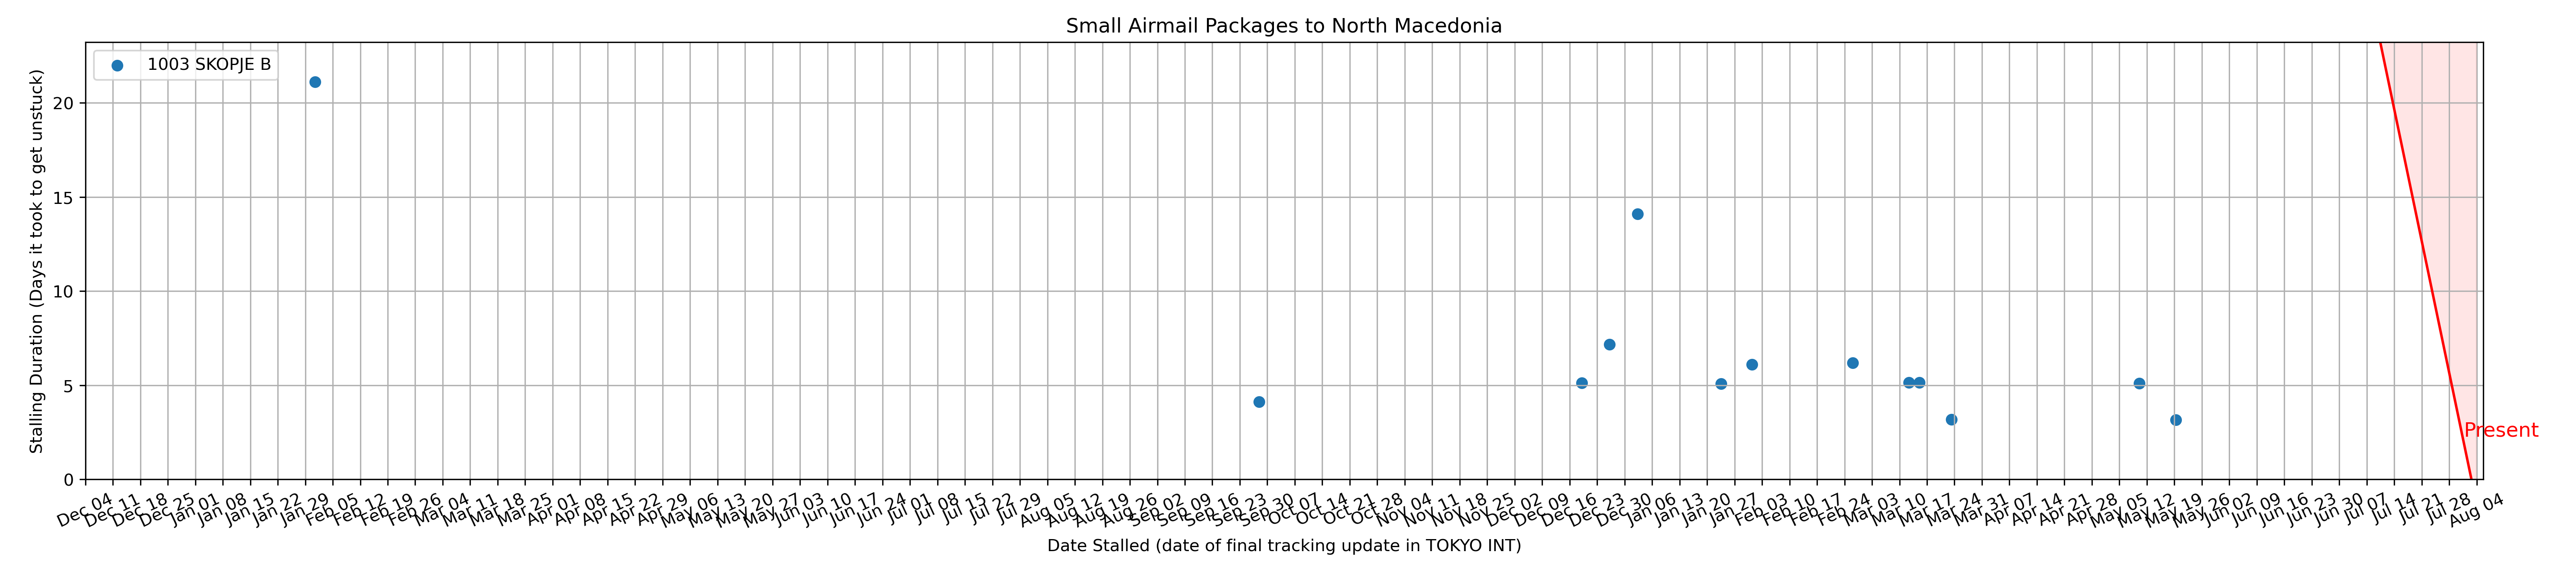 Small Airmail Packages to North Macedonia
1003 SKOPJE B
Stalling Duration (Days it took to get unstuck)
20
15
10
5
0
Present
Dec 04 Dec 11 Dec 18 Dec 25 Jan 01 Jan 08 Jan 15 Jan 22 Jan 29 Feb 05 Feb 12 Feb 19 Feb 26 Mar 04 Mar 11 Mar 18 Mar 25 Apr 01 Apr 08 Apr 15 Apr 22 Apr 29 May 06 May 13 May 20 May 27 Jun 03 Jun 10 Jun 17 Jun 24 Jul 01 Jul 08 Jul 15 Jul 22 Jul 29 Aug 05 Aug 12 Aug 19 Aug 26 Sep 02 Sep 09 Sep 16 Sep 23 Sep 30 Oct 07 Oct 14 Oct 21 Oct 28 Nov 04 Nov 11 Nov 18 Nov 25 Dec 02 Dec 09 Dec 16 Dec 23 Dec 30 Jan 06 Jan 13 Jan 20 Jan 27 Feb 03 Feb 10 Feb 17 Feb 24 Mar 03 Mar 10 Mar 17 Mar 24 Mar 31 Apr 07 Apr 14 Apr 21 Apr 28 May 05 May 12 May 19 May 26 Jun 02 Jun 09 Jun 16 Jun 23 Jun 30 Jul 07 Jul 14 Jul 21 Jul 28 Aug 04
Date Stalled (date of final tracking update in TOKYO INT)